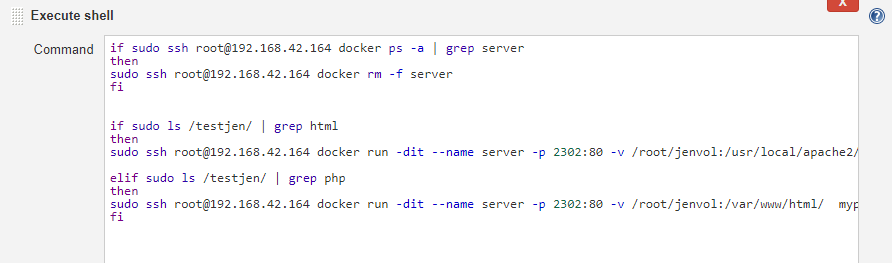 X
Execute shell
?
Command
if sudo ssh root@192.168.42.164 docker ps -a | grep server
then
sudo ssh root@192.168.42.164 docker rm -f server
fi
if sudo ls /testjen/ | grep html
then
sudo ssh root@192.168.42.164 docker run -dit --name server -p 2302:80 -v /root/jenvol:/usr/local/apache2/
elif sudo ls /testjen/ | grep php
then
sudo ssh root@192.168.42.164 docker run -dit --name server -p 2302:80 -v /root/jenvol:/var/www/html/ myp
fi